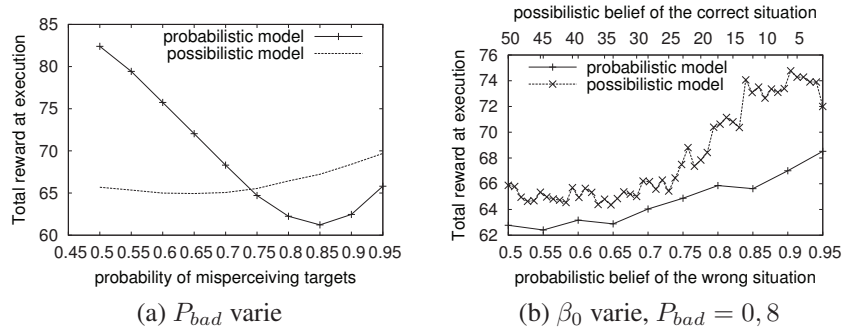 85
80
75
70
65
60
Total reward at execution
probabilistic model
possibilistic model
0.45 0.5 0.55 0.6 0.65 0.7 0.75 0.8 0.85 0.9 0.95
probability of misperceiving targets
(a) P_bad varie
possibilistic belief of the correct situation
50 45 40 35 30 25 20 15 10 5
76
74
72
70
68
66
64
62
Total reward at execution
probabilistic model
possibilistic model
0.5 0.55 0.6 0.65 0.7 0.75 0.8 0.85 0.9 0.95
probabilistic belief of the wrong situation
(b) β₀ varie, P_bad = 0, 8